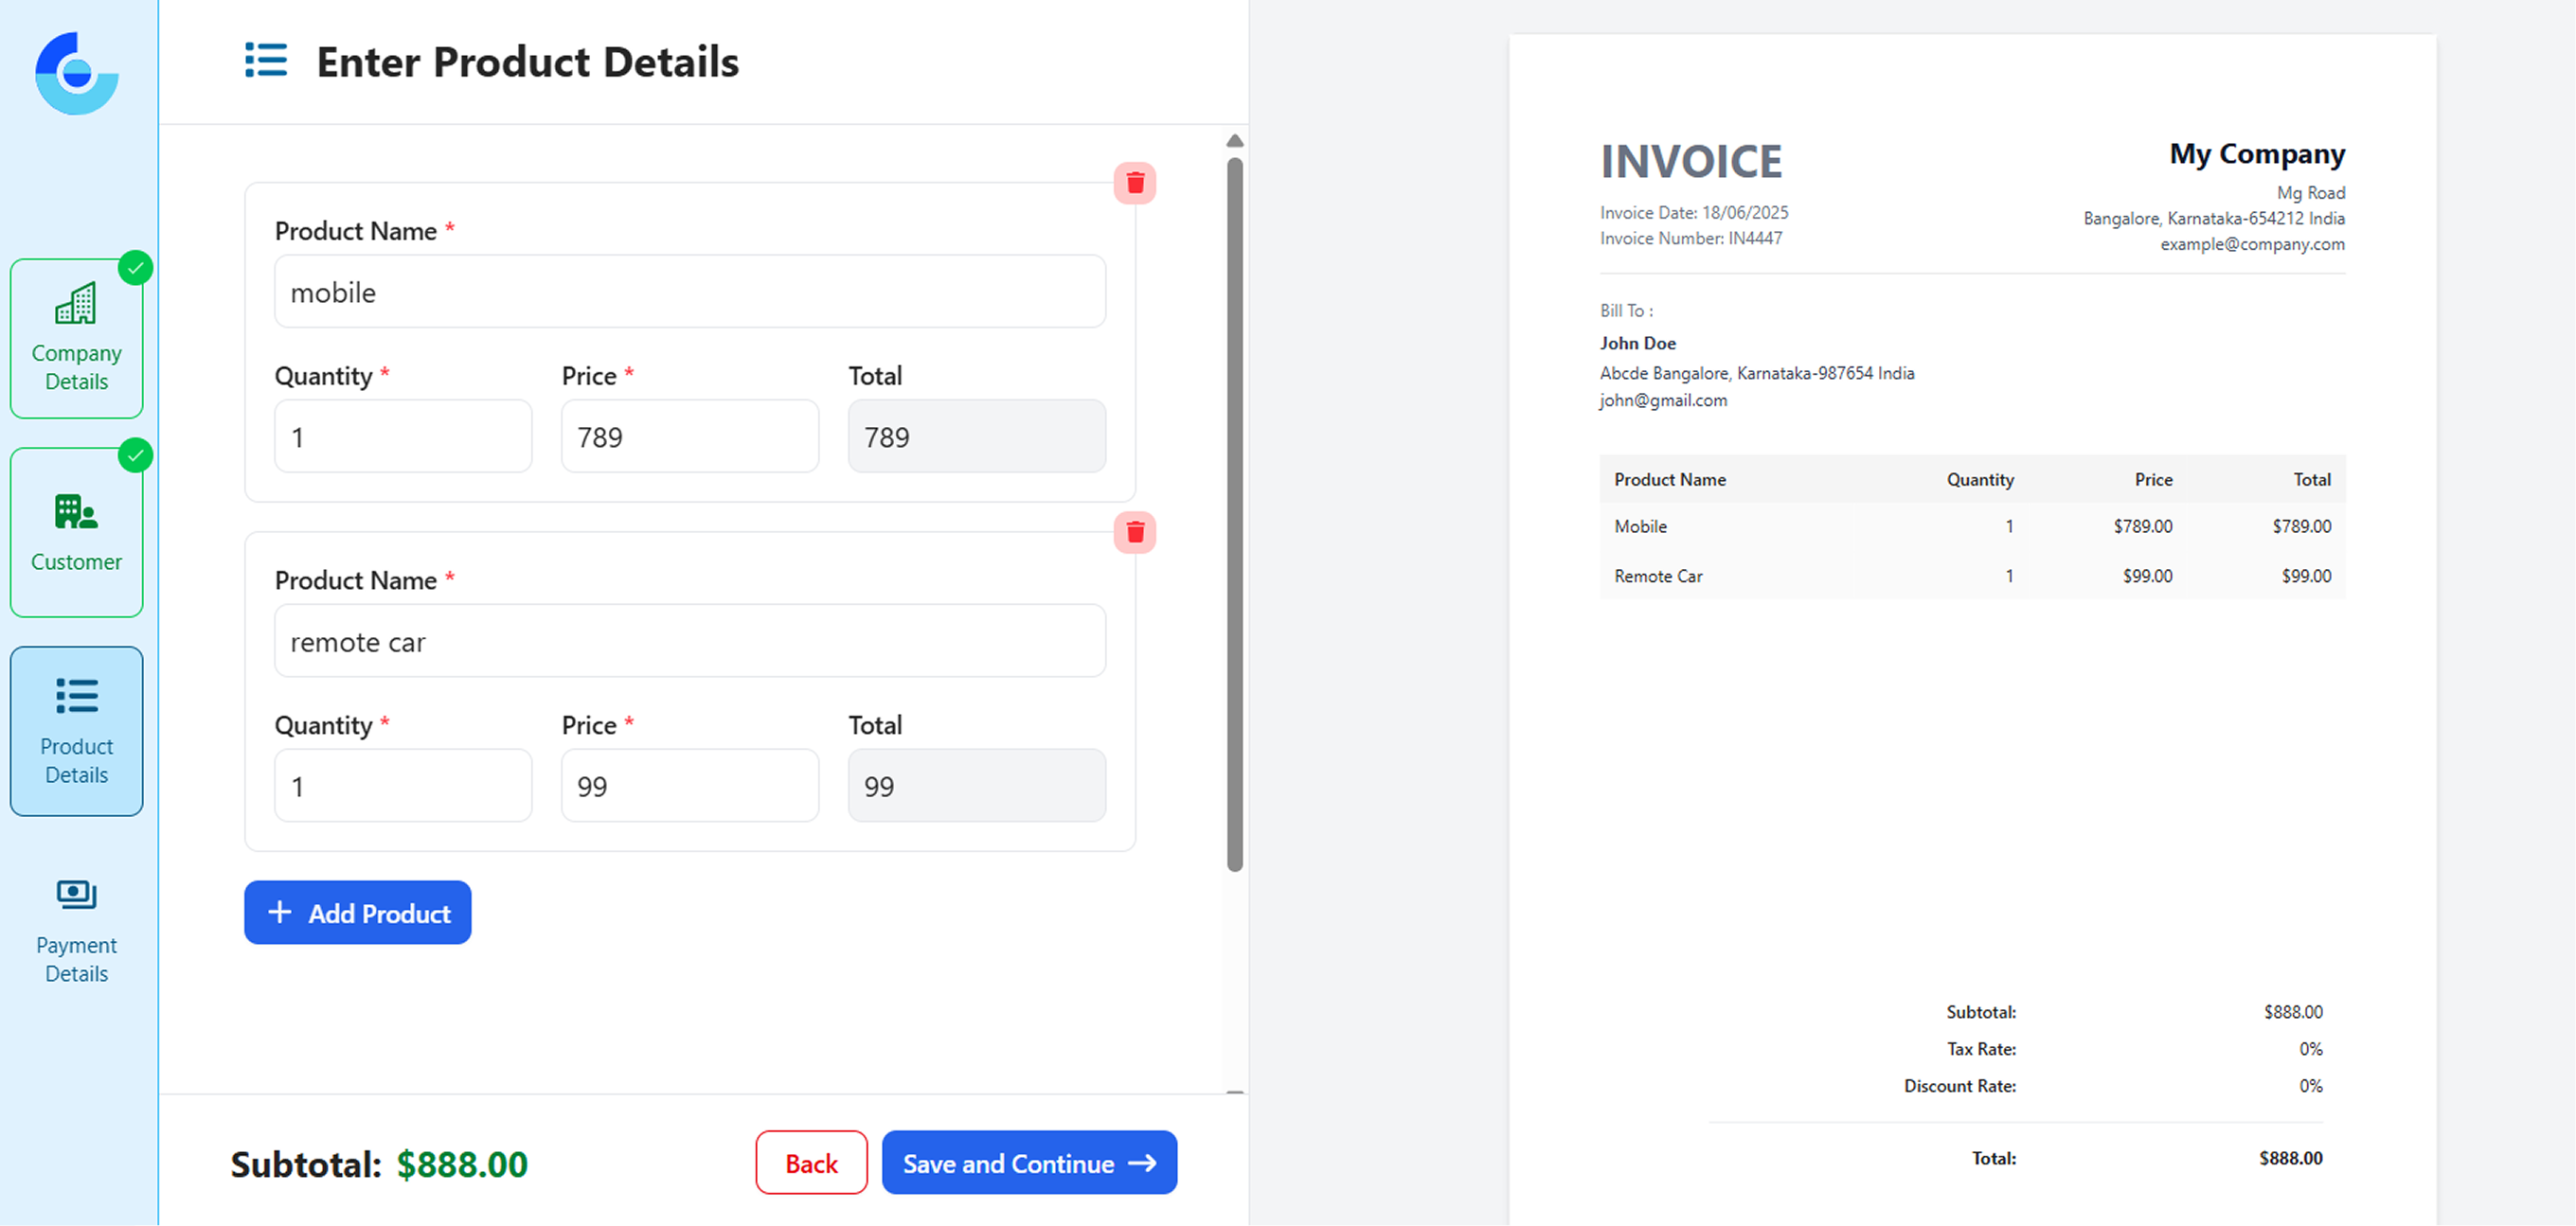 Company
Details
Customer
Product
Details
Payment
Details
Enter Product Details
Product Name *
mobile
Quantity * Price * Total
1 789 789
Product Name *
remote car
Quantity * Price * Total
1 99 99
+ Add Product
Subtotal: $888.00 Back Save and Continue →
INVOICE
Invoice Date: 18/06/2025
Invoice Number: IN4447
My Company
Mg Road
Bangalore, Karnataka-654212 India
example@company.com
Bill To :
John Doe
Abcde Bangalore, Karnataka-987654 India
john@gmail.com
Product Name Quantity Price Total
Mobile 1 $789.00 $789.00
Remote Car 1 $99.00 $99.00
Subtotal: $888.00
Tax Rate: 0%
Discount Rate: 0%
Total: $888.00